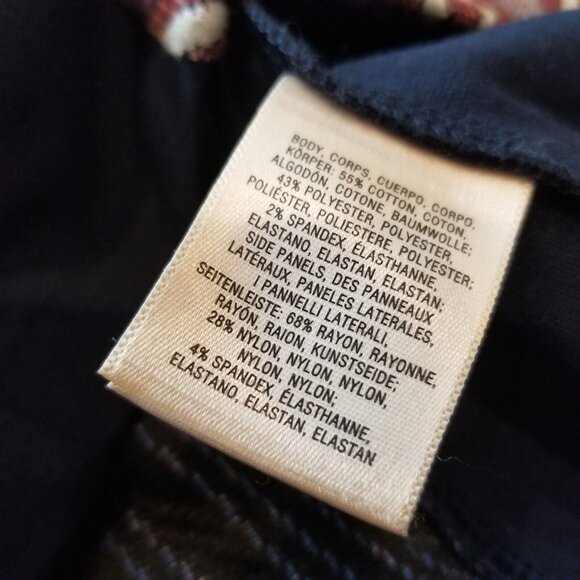 BODY, CORPS, CUERPO, CORPO,
KÖRPER: 55% COTTON, COTON,
ALGODÓN, COTONE, BAUMWOLLE;
43% POLYESTER, POLYESTER,
POLIÉSTER, POLIESTERE, POLYESTER;
2% SPANDEX, ÉLASTHANNE,
ELASTANO, ELASTAN, ELASTAN;
SIDE PANELS, DES PANNEAUX
LATÉRAUX, PANELES LATERALES,
I PANNELLI LATERALI,
SEITENLEISTE: 68% RAYON, RAYONNE,
RAYÓN, RAION, KUNSTSEIDE;
28% NYLON, NYLON, NYLON,
NYLON, NYLON;
4% SPANDEX, ÉLASTHANNE,
ELASTANO, ELASTAN, ELASTAN